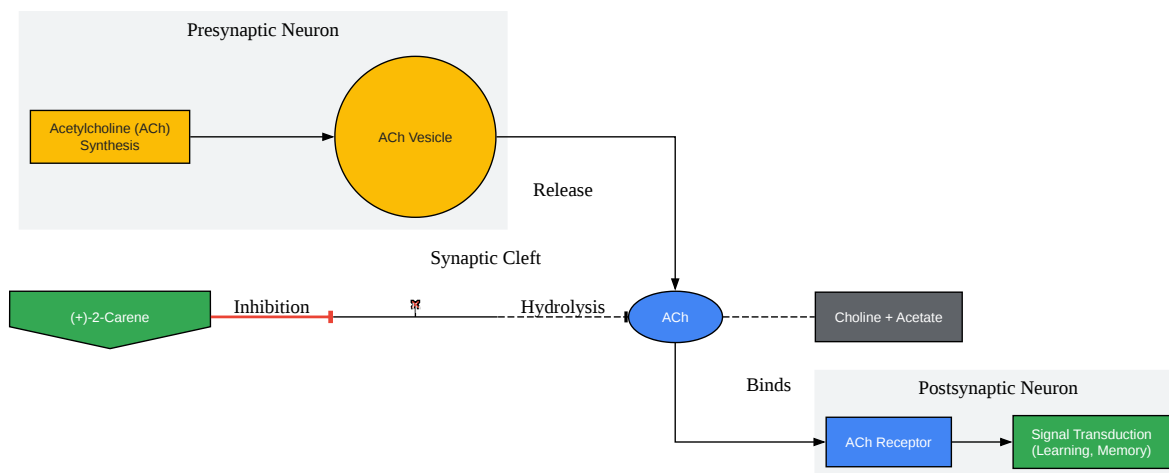 Presynaptic Neuron
Acetylcholine (ACh)
Synthesis
ACh Vesicle
Release
Synaptic Cleft
(+)-2-Carene
Inhibition
Hydrolysis
ACh
Choline + Acetate
Binds
Postsynaptic Neuron
ACh Receptor
Signal Transduction
(Learning, Memory)